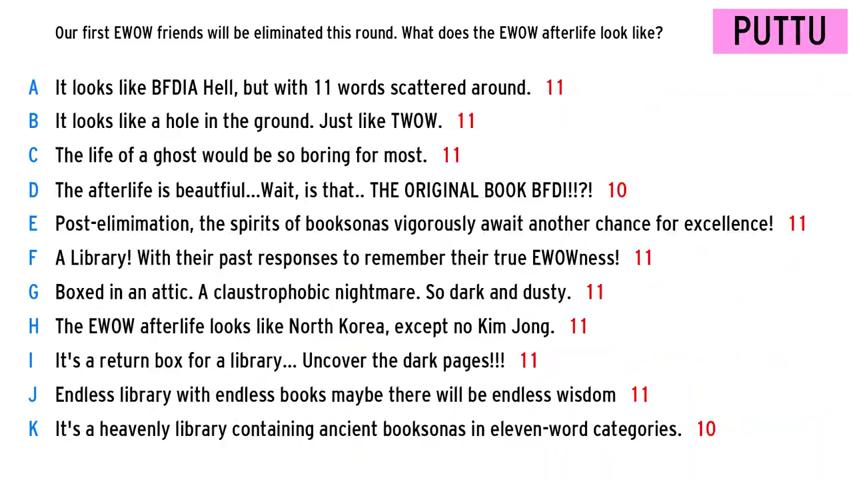 Our first EWOW friends will be eliminated this round. What does the EWOW afterlife look like?
PUTTU
A It looks like BFDIA Hell, but with 11 words scattered around. 11
B It looks like a hole in the ground. Just like TWOW. 11
C The life of a ghost would be so boring for most. 11
D The afterlife is beautfiul...Wait, is that.. THE ORIGINAL BOOK BFDI!!?! 10
E Post-elimimation, the spirits of booksonas vigorously await another chance for excellence! 11
F A Library! With their past responses to remember their true EWOWness! 11
G Boxed in an attic. A claustrophobic nightmare. So dark and dusty. 11
H The EWOW afterlife looks like North Korea, except no Kim Jong. 11
I It's a return box for a library... Uncover the dark pages!!! 11
J Endless library with endless books maybe there will be endless wisdom 11
K It's a heavenly library containing ancient booksonas in eleven-word categories. 10